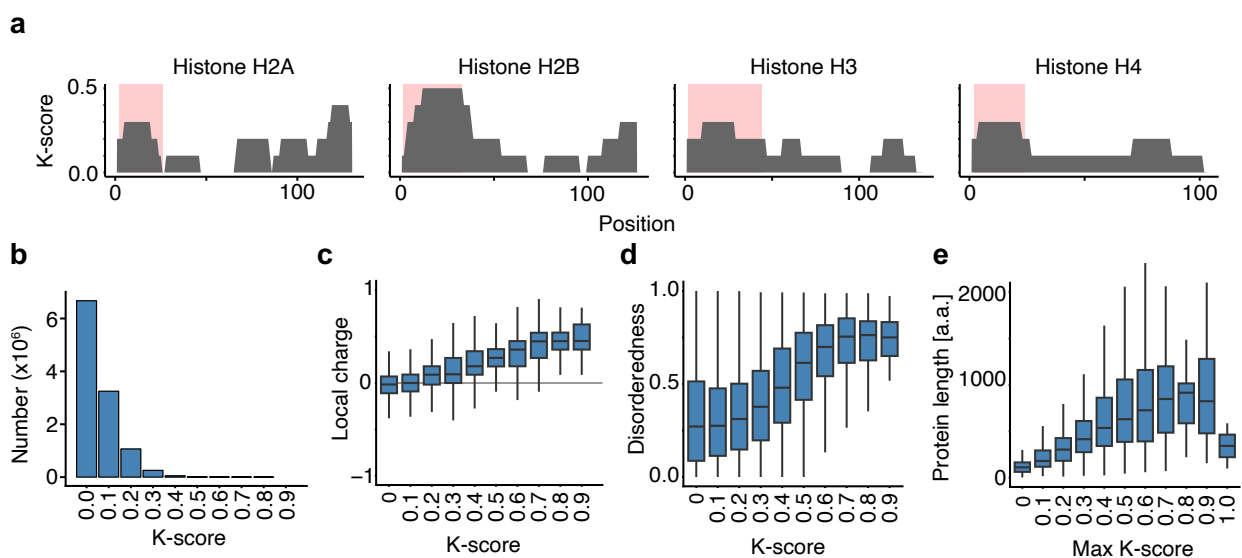 a
Histone H2A
Histone H2B
Histone H3
Histone H4
K-score
0.5
0.0
0 100
0 100
0 100
0 100
Position
b
Number (x10⁶)
6
4
2
0
0.0 0.1 0.2 0.3 0.4 0.5 0.6 0.7 0.8 0.9
K-score
c
Local charge
1
0
−1
0 0.1 0.2 0.3 0.4 0.5 0.6 0.7 0.8 0.9
K-score
d
Disorderedness
1.0
0.5
0.0
0 0.1 0.2 0.3 0.4 0.5 0.6 0.7 0.8 0.9
K-score
e
Protein length [a.a.]
2000
1000
0
0 0.1 0.2 0.3 0.4 0.5 0.6 0.7 0.8 0.9 1.0
Max K-score